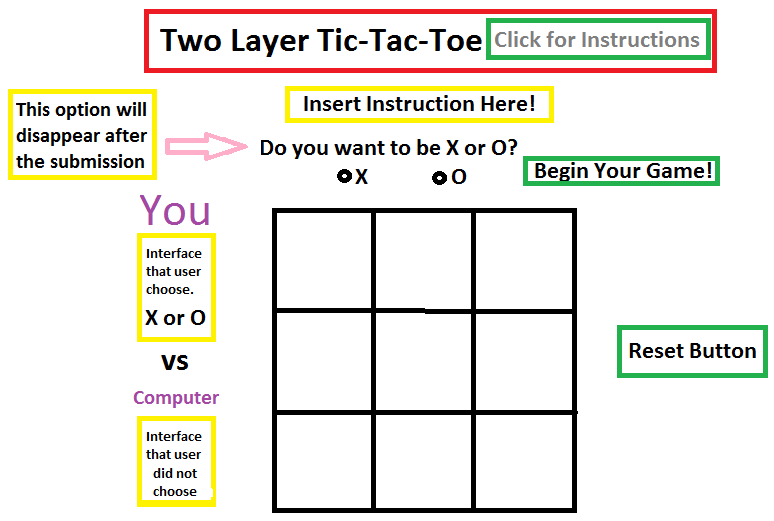 Two Layer Tic-Tac-Toe Click for Instructions
Insert Instruction Here!
This option will
disappear after
the submission
Do you want to be X or O?
X O
Begin Your Game!
You
Interface
that user
choose.
X or O
vs
Computer
Interface
that user
did not
choose
Reset Button